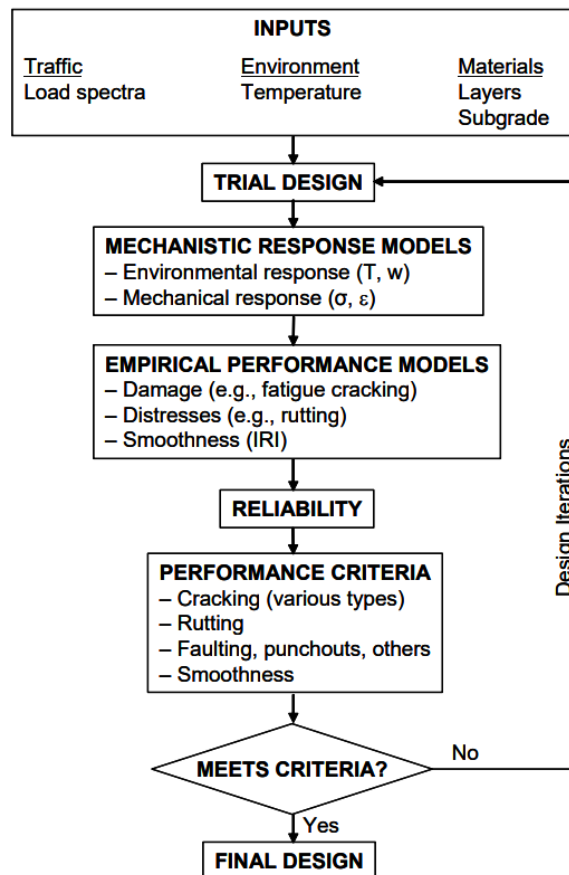 INPUTS
Traffic Environment Materials
Load spectra Temperature Layers
Subgrade
TRIAL DESIGN
MECHANISTIC RESPONSE MODELS
– Environmental response (T, w)
– Mechanical response (σ, ε)
EMPIRICAL PERFORMANCE MODELS
– Damage (e.g., fatigue cracking)
– Distresses (e.g., rutting)
– Smoothness (IRI)
RELIABILITY
Design Iterations
PERFORMANCE CRITERIA
– Cracking (various types)
– Rutting
– Faulting, punchouts, others
– Smoothness
MEETS CRITERIA?
No
Yes
FINAL DESIGN